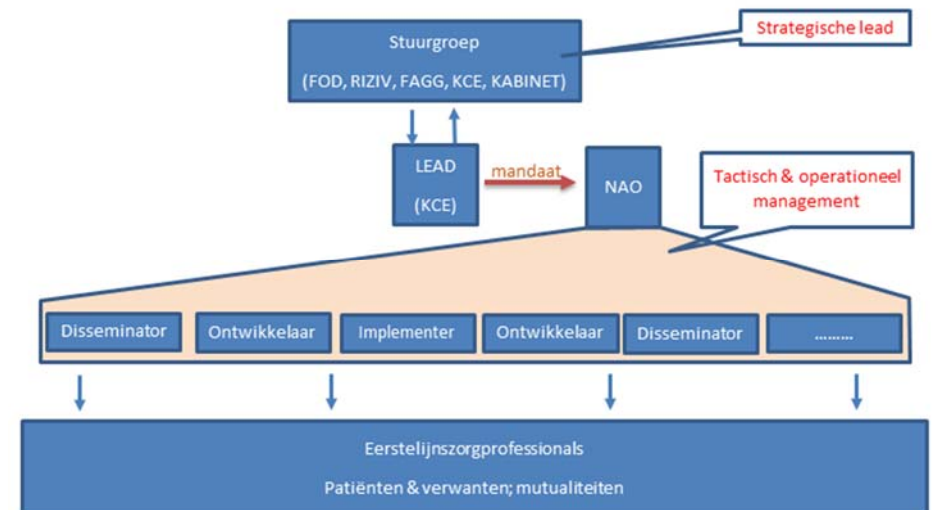 Stuurgroep
(FOD, RIZIV, FAGG, KCE, KABINET)
Strategische lead
LEAD
(KCE)
mandaat
NAO
Tactisch & operationeel
management
Disseminator
Ontwikkelaar
Implementer
Ontwikkelaar
Disseminator
.........
Eerstelijnszorgprofessionals
Patiënten & verwanten; mutualiteiten